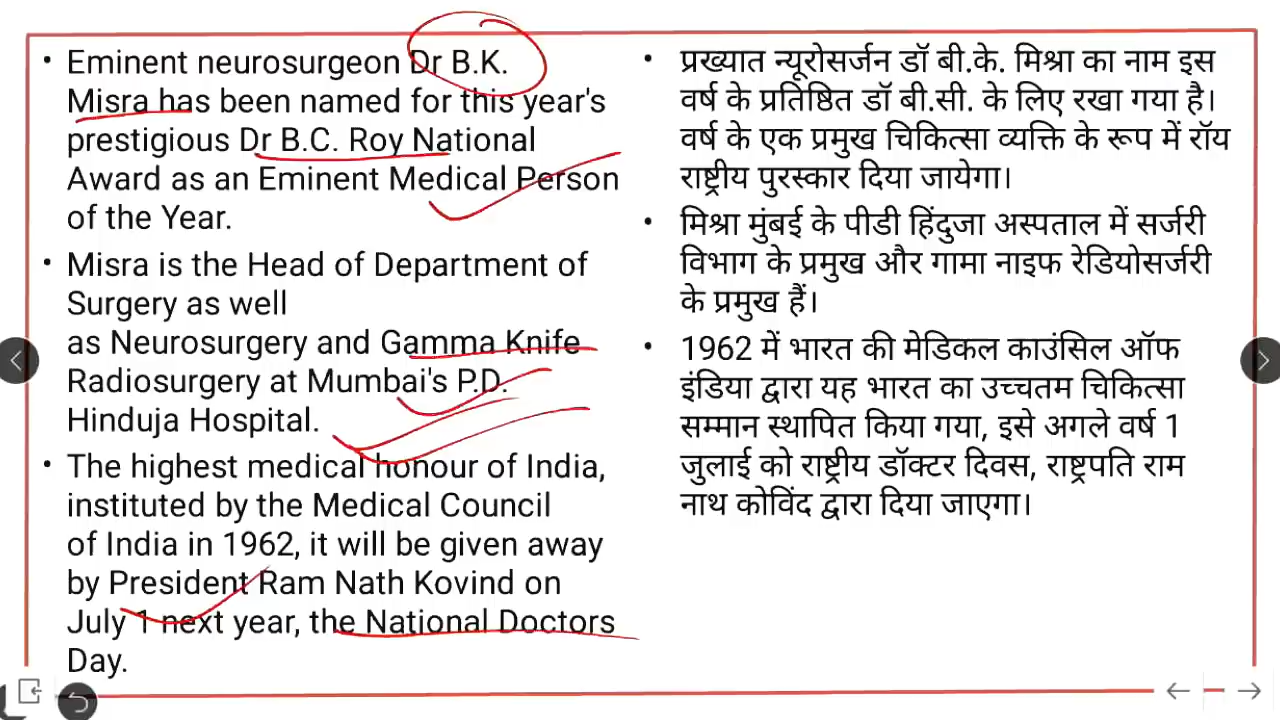 Eminent neurosurgeon Dr B.K.
Misra has been named for this year's
prestigious Dr B.C. Roy National
Award as an Eminent Medical Person
of the Year.
Misra is the Head of Department of
Surgery as well
as Neurosurgery and Gamma Knife
Radiosurgery at Mumbai's P.D.
Hinduja Hospital.
The highest medical honour of India,
instituted by the Medical Council
of India in 1962, it will be given away
by President Ram Nath Kovind on
July 1 next year, the National Doctors
Day.
प्रख्यात न्यूरोसर्जन डॉ बी.के. मिश्रा का नाम इस
वर्ष के प्रतिष्ठित डॉ बी.सी. के लिए रखा गया है।
वर्ष के एक प्रमुख चिकित्सा व्यक्ति के रूप में रॉय
राष्ट्रीय पुरस्कार दिया जायेगा।
मिश्रा मुंबई के पीडी हिंदुजा अस्पताल में सर्जरी
विभाग के प्रमुख और गामा नाइफ रेडियोसर्जरी
के प्रमुख हैं।
1962 में भारत की मेडिकल काउंसिल ऑफ
इंडिया द्वारा यह भारत का उच्चतम चिकित्सा
सम्मान स्थापित किया गया, इसे अगले वर्ष 1
जुलाई को राष्ट्रीय डॉक्टर दिवस, राष्ट्रपति राम
नाथ कोविंद द्वारा दिया जाएगा।